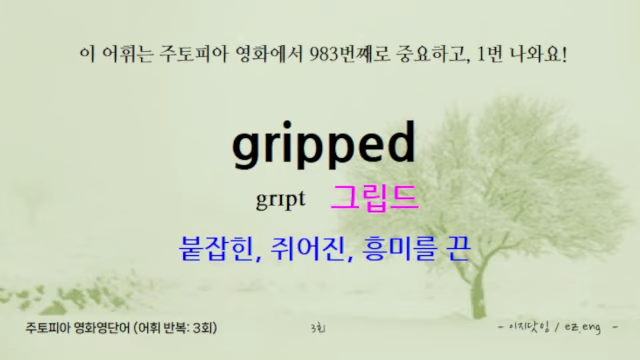 이 어휘는 주토피아 영화에서 983번째로 중요하고, 1번 나와요!
gripped
grɪpt 그립드
붙잡힌, 쥐어진, 흥미를 끈
주토피아 영화영단어 (어휘 반복: 3회) 3회 - 이지닷잉 / ez.eng -